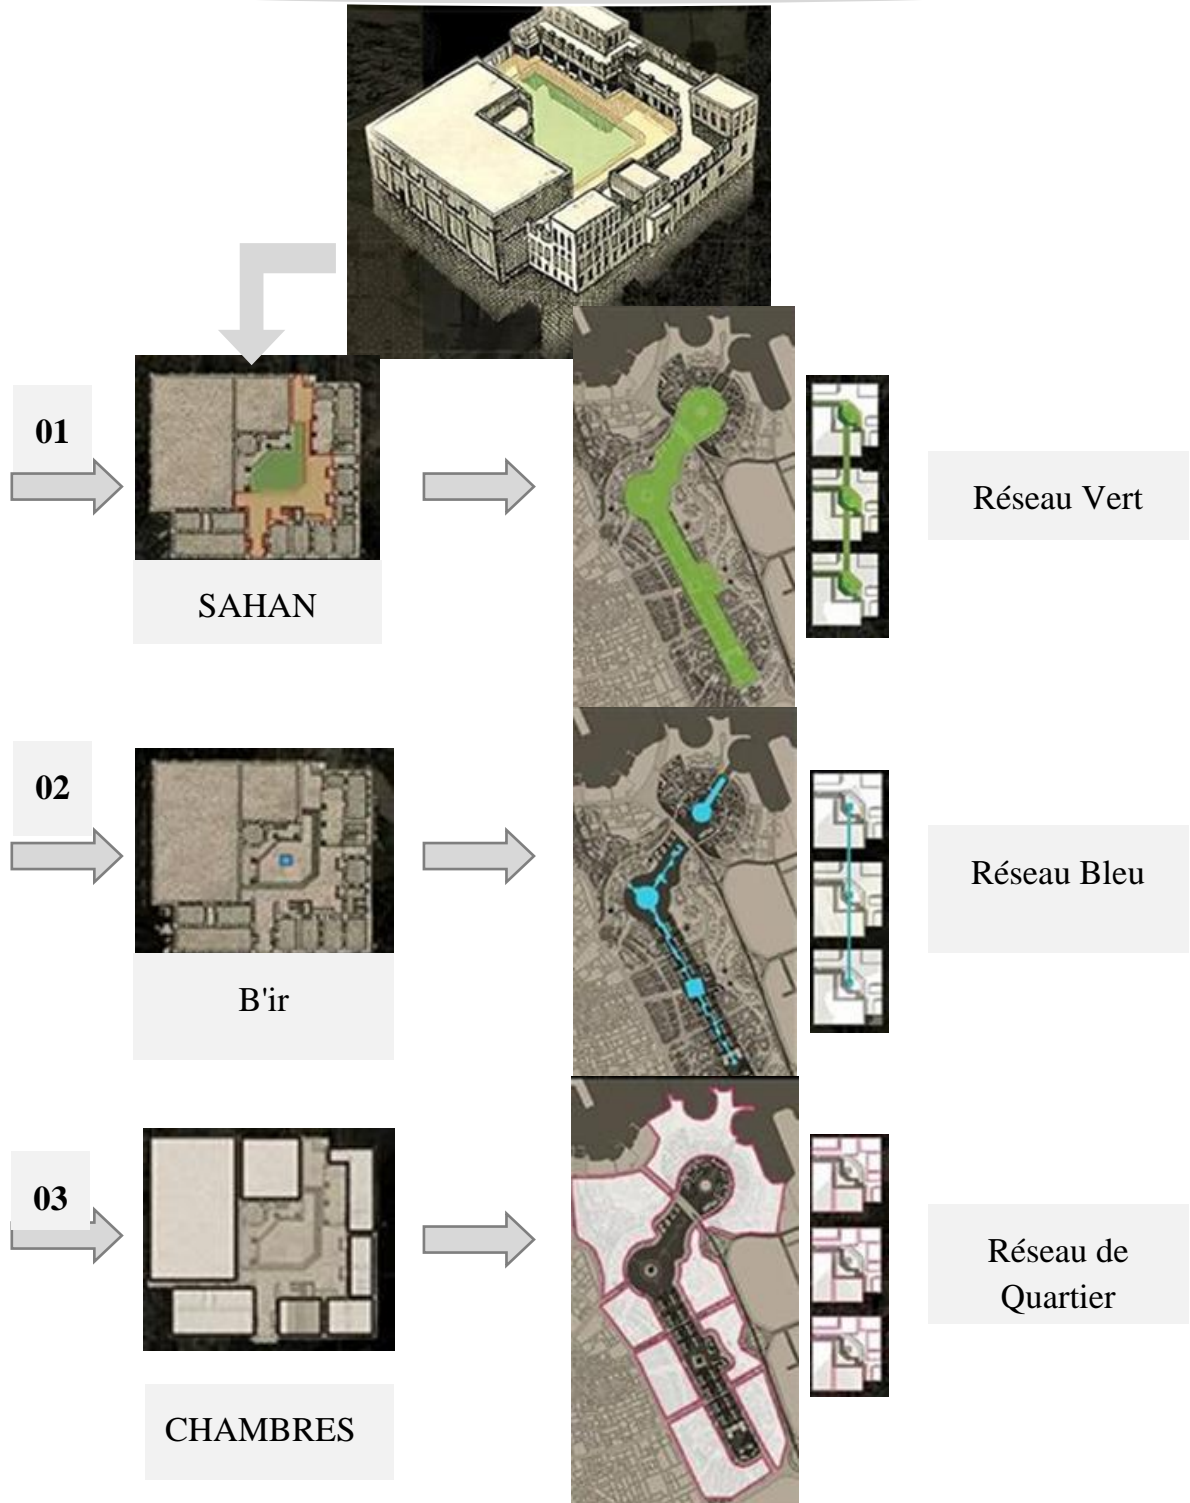 01
SAHAN
Réseau Vert
02
B'ir
Réseau Bleu
03
CHAMBRES
Réseau de
Quartier